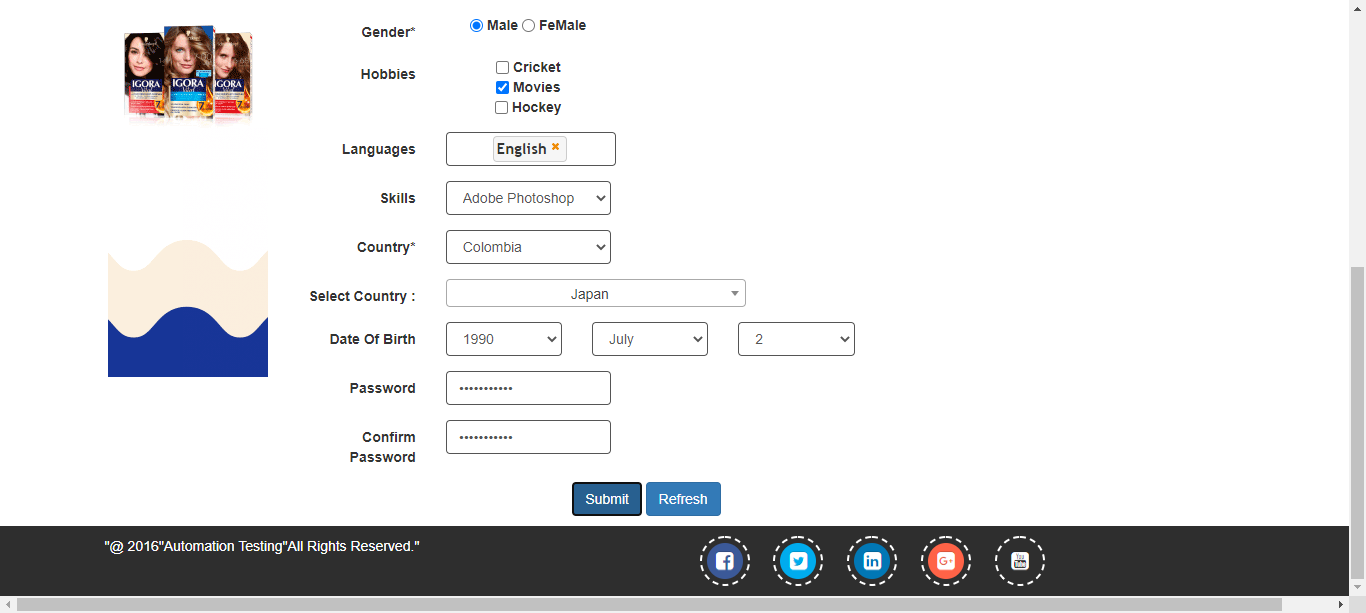 Gender* Male FeMale
Hobbies Cricket
Movies
Hockey
IGORA IGORA IGORA
Languages English ✖
Skills Adobe Photoshop
Country* Colombia
Select Country : Japan
Date Of Birth 1990 July 2
Password •••••••••••
Confirm Password •••••••••••
Submit Refresh
"@ 2016"Automation Testing"All Rights Reserved."